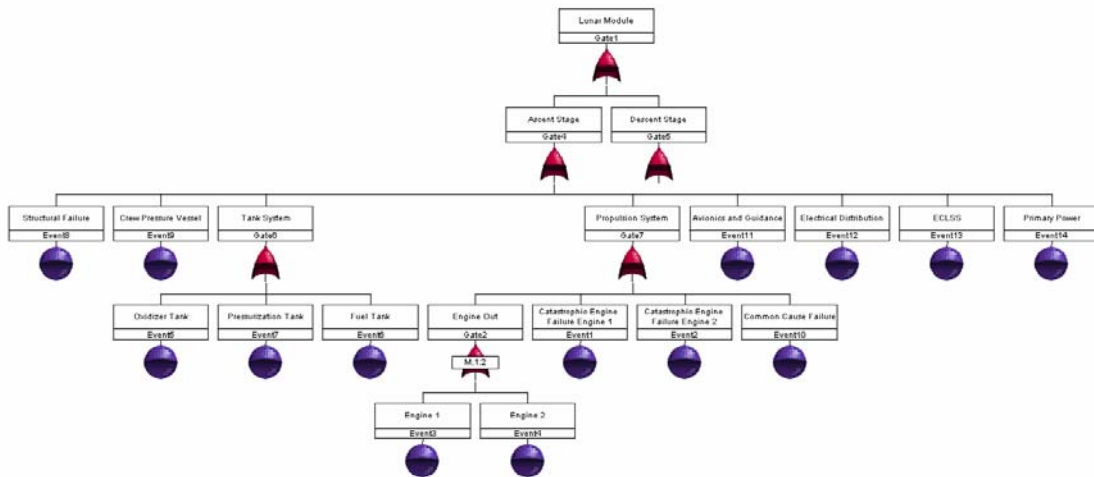 Lunar Module
Gate1
Ascent Stage
Gate4
Descent Stage
Gate5
Structural Failure
Event8
Crew Pressure Vessel
Event9
Tank System
Gate6
Propulsion System
Gate7
Avionics and Guidance
Event11
Electrical Distribution
Event12
ECLSS
Event13
Primary Power
Event14
Oxidizer Tank
Event5
Pressurization Tank
Event7
Fuel Tank
Event6
Engine Out
Gate2
M:1:2
Catastrophic Engine
Failure Engine 1
Event1
Catastrophic Engine
Failure Engine 2
Event2
Common Cause Failure
Event10
Engine 1
Event3
Engine 2
Event4